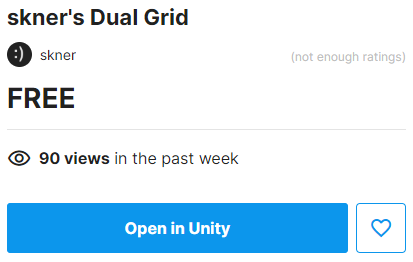 skner's Dual Grid
skner (not enough ratings)
FREE
90 views in the past week
Open in Unity